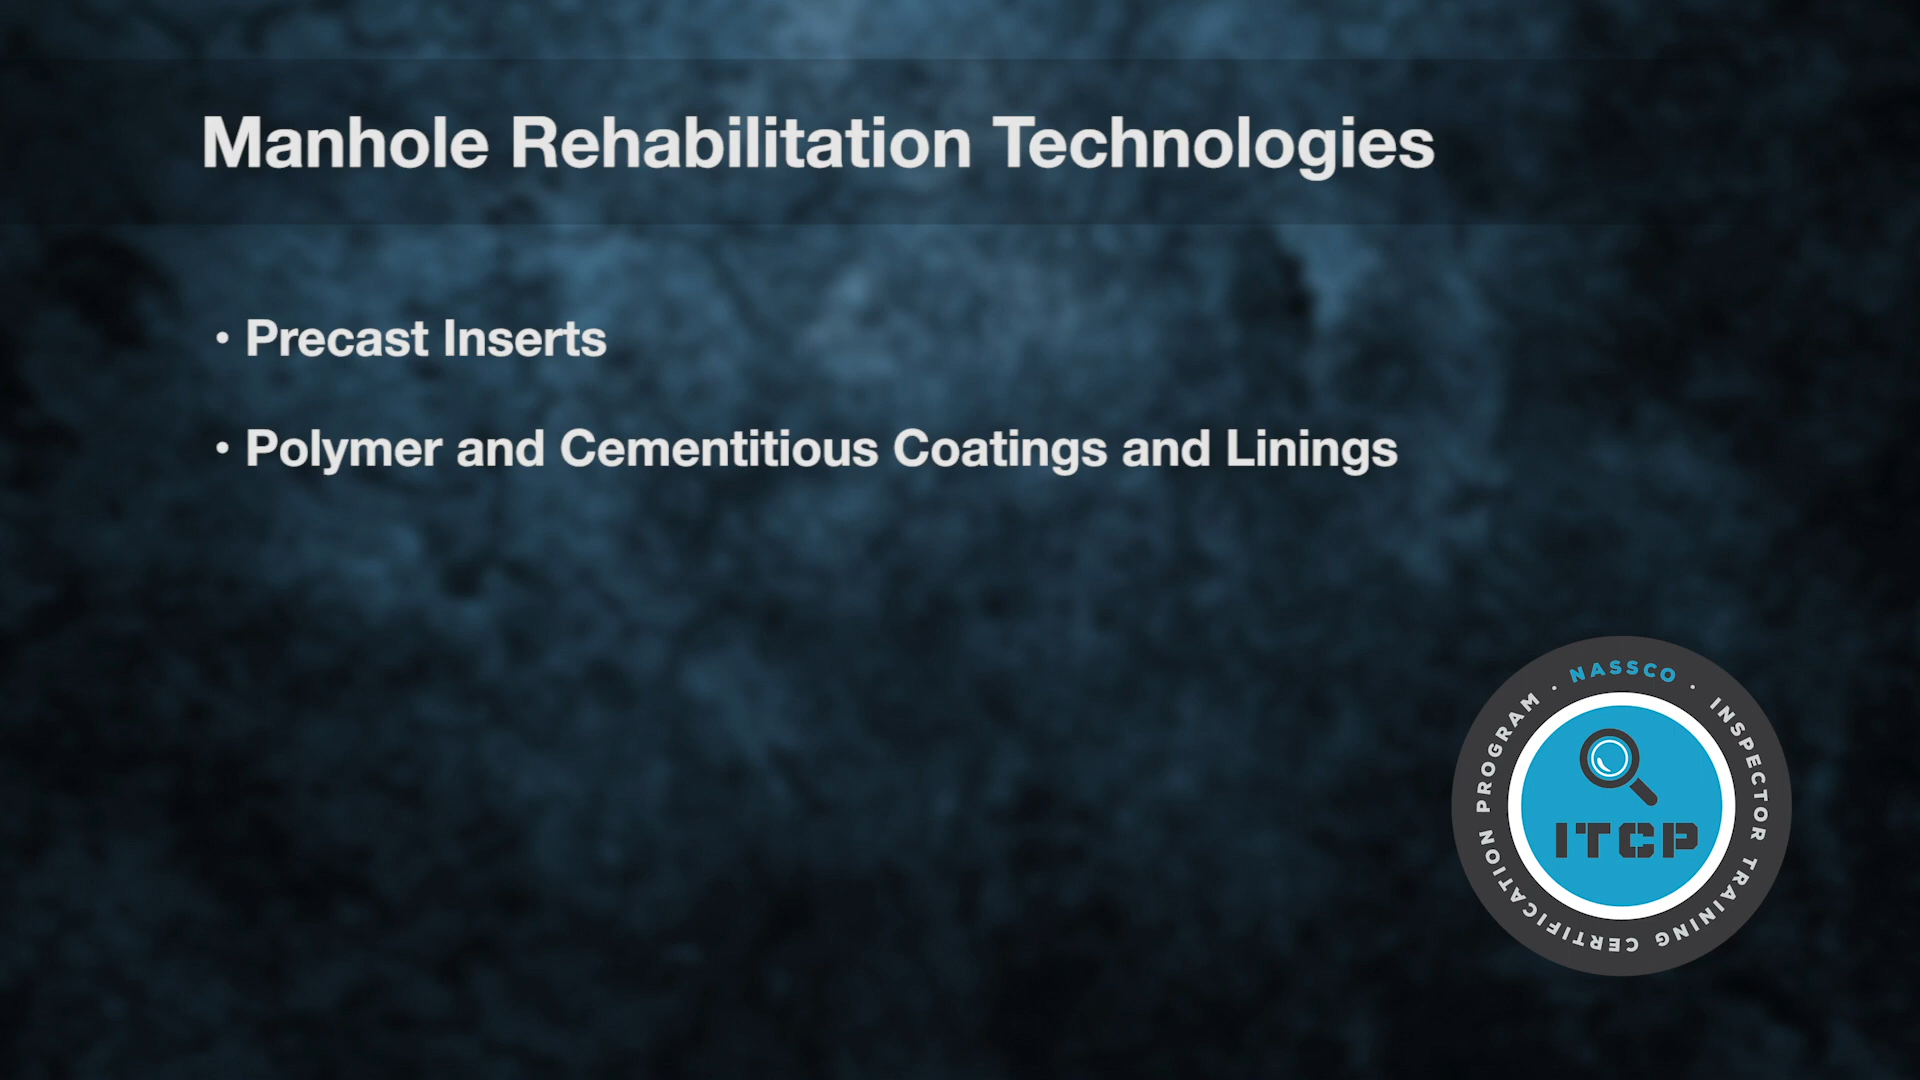 Manhole Rehabilitation Technologies
• Precast Inserts
• Polymer and Cementitious Coatings and Linings
NASSCO · INSPECTOR TRAINING CERTIFICATION PROGRAM ·
ITCP